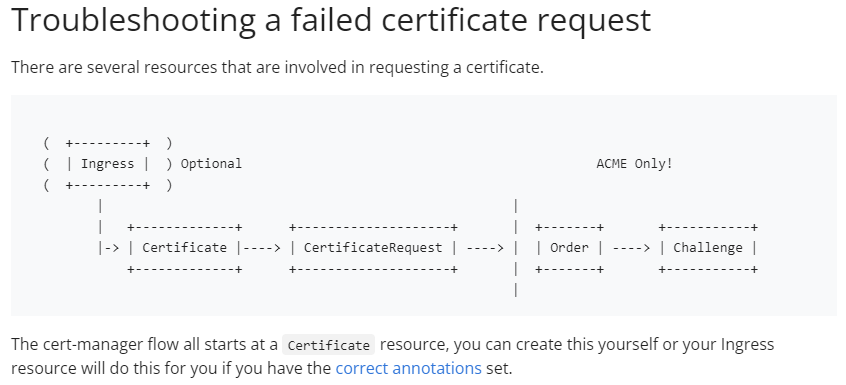 Troubleshooting a failed certificate request
There are several resources that are involved in requesting a certificate.
(  +---------+  )
(  | Ingress |  ) Optional                                              ACME Only!
(  +---------+  )
       |                                                     |
       |   +-------------+      +--------------------+       |  +-------+       +-----------+
       |-> | Certificate |----> | CertificateRequest | ----> |  | Order | ----> | Challenge |
           +-------------+      +--------------------+       |  +-------+       +-----------+
                                                             |
The cert-manager flow all starts at a Certificate resource, you can create this yourself or your Ingress
resource will do this for you if you have the correct annotations set.